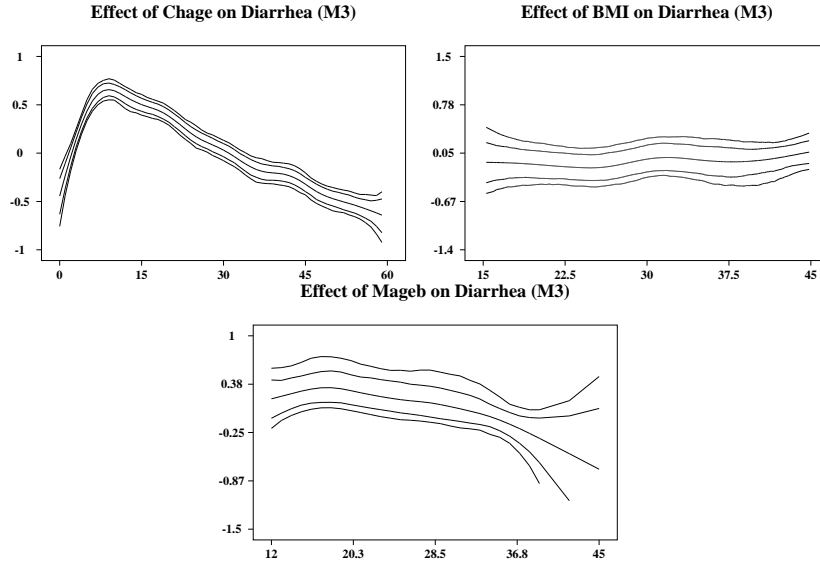 Effect of Chage on Diarrhea (M3)
1
0.5
0
-0.5
-1
0 15 30 45 60
Effect of BMI on Diarrhea (M3)
1.5
0.78
0.05
-0.67
-1.4
15 22.5 30 37.5 45
Effect of Mageb on Diarrhea (M3)
1
0.38
-0.25
-0.87
-1.5
12 20.3 28.5 36.8 45